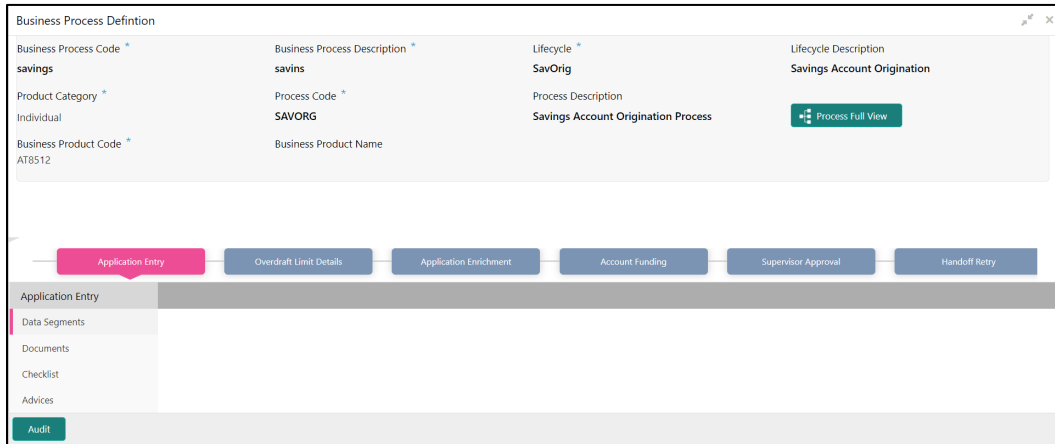 Business Process Defintion
Business Process Code *
Business Process Description *
Lifecycle *
Lifecycle Description
savings
savins
SavOrig
Savings Account Origination
Product Category *
Process Code *
Process Description
Individual
SAVORG
Savings Account Origination Process
Process Full View
Business Product Code *
Business Product Name
AT8512
Application Entry
Overdraft Limit Details
Application Enrichment
Account Funding
Supervisor Approval
Handoff Retry
Application Entry
Data Segments
Documents
Checklist
Advices
Audit